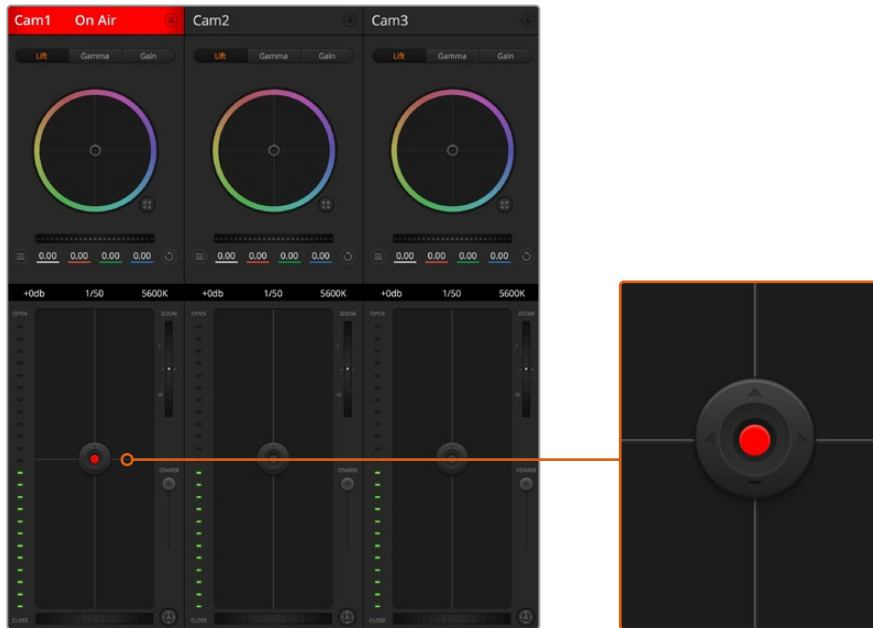 Cam1 On Air Cam2 Cam3
Lift Gamma Gain Lift Gamma Gain Lift Gamma Gain
0.00 0.00 0.00 0.00 0.00 0.00 0.00 0.00 0.00 0.00 0.00 0.00
+0db 1/50 5600K +0db 1/50 5600K +0db 1/50 5600K
OPEN ZOOM OPEN ZOOM OPEN ZOOM
T T T
W W W
COARSE COARSE COARSE
CLOSE CLOSE CLOSE